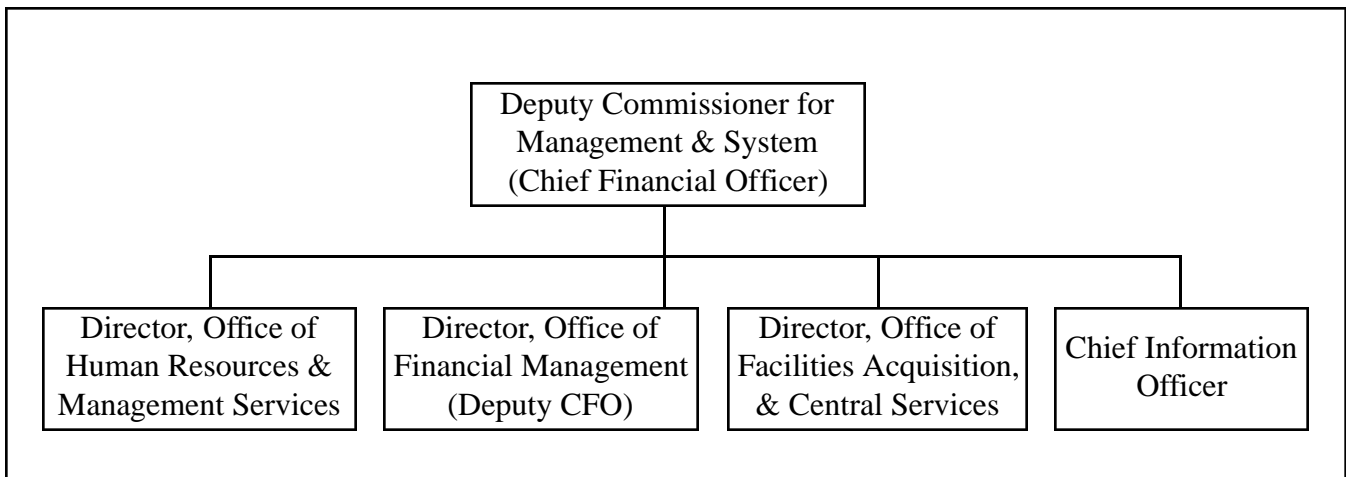 Deputy Commissioner for
Management & System
(Chief Financial Officer)
Director, Office of
Human Resources &
Management Services
Director, Office of
Financial Management
(Deputy CFO)
Director, Office of
Facilities Acquisition,
& Central Services
Chief Information
Officer